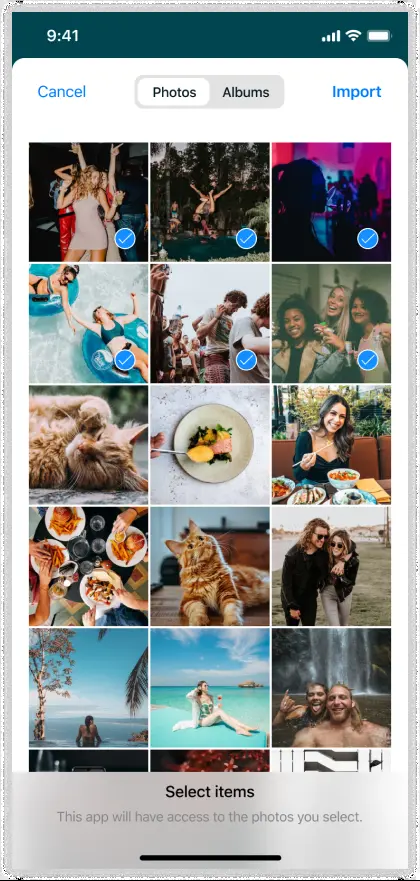 9:41
Cancel
Photos
Albums
Import
Select items
This app will have access to the photos you select.